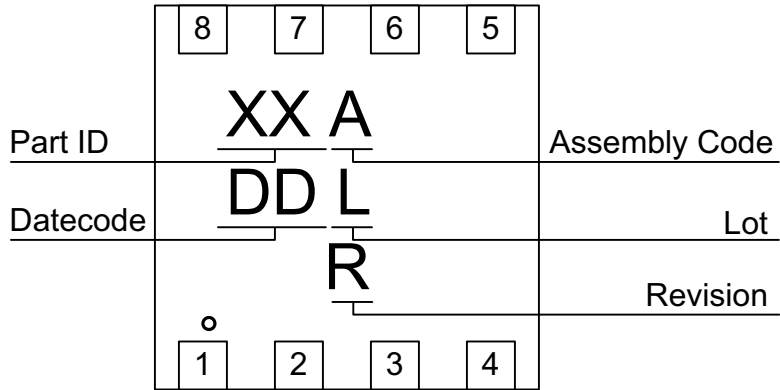 8 7 6 5
XX A
Part ID Assembly Code
DD L
Datecode Lot
R
Revision
1 2 3 4